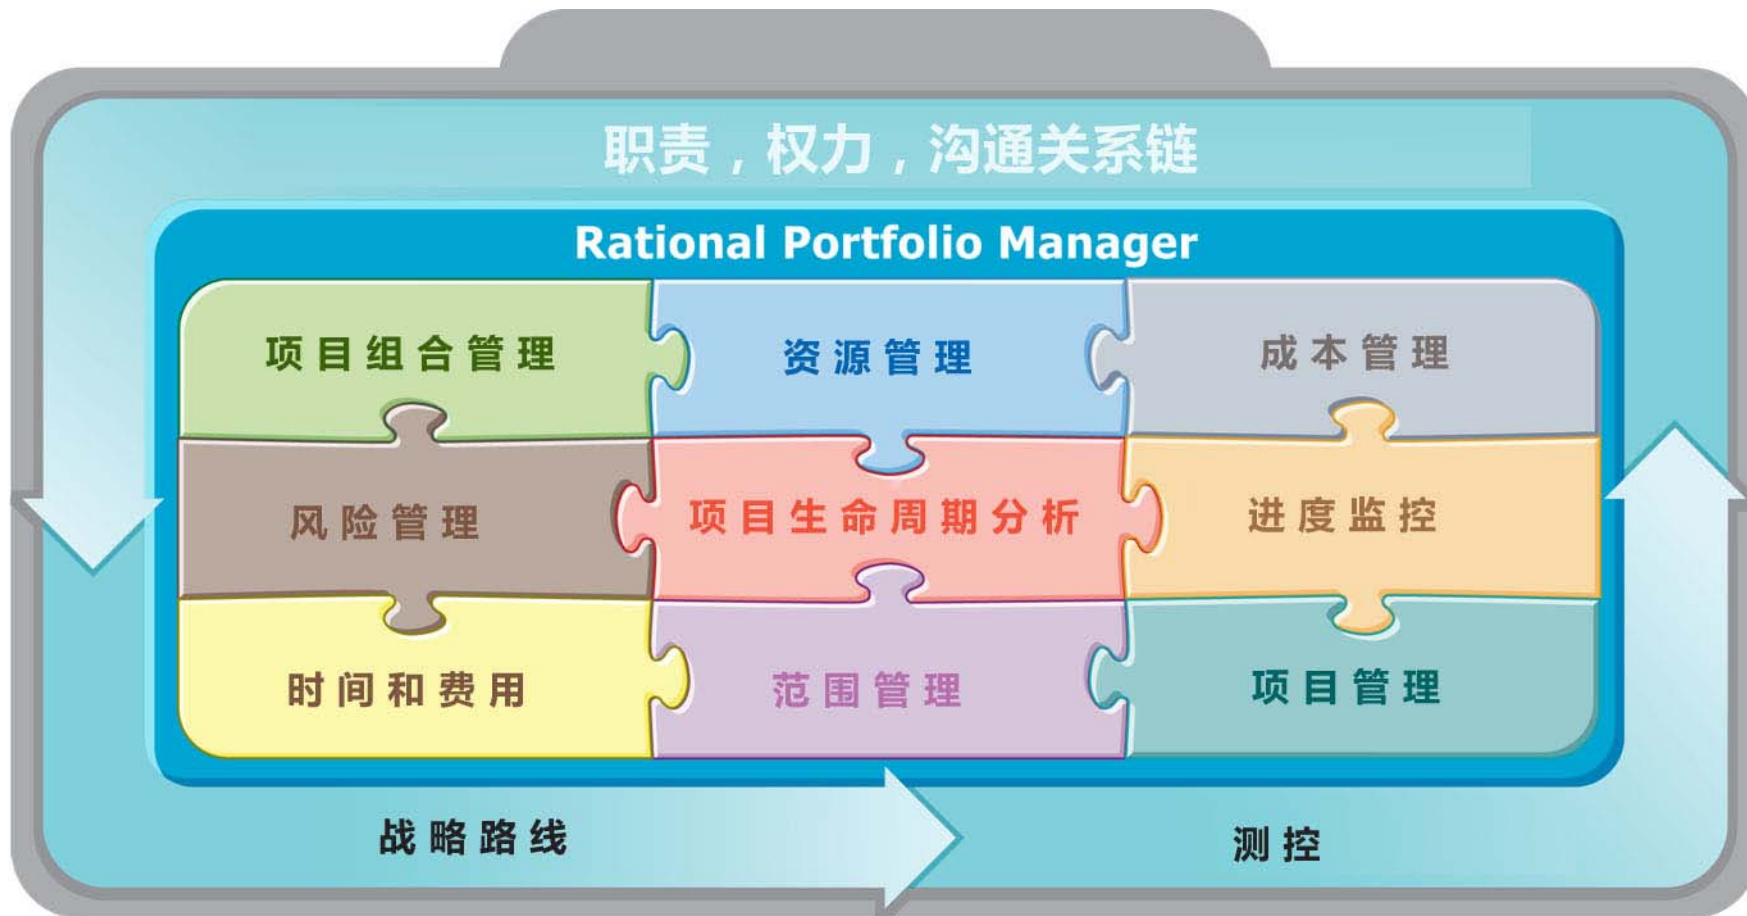 职责，权力，沟通关系链
Rational Portfolio Manager
项目组合管理
资源管理
成本管理
风险管理
项目生命周期分析
进度监控
时间和费用
范围管理
项目管理
战略路线
测控